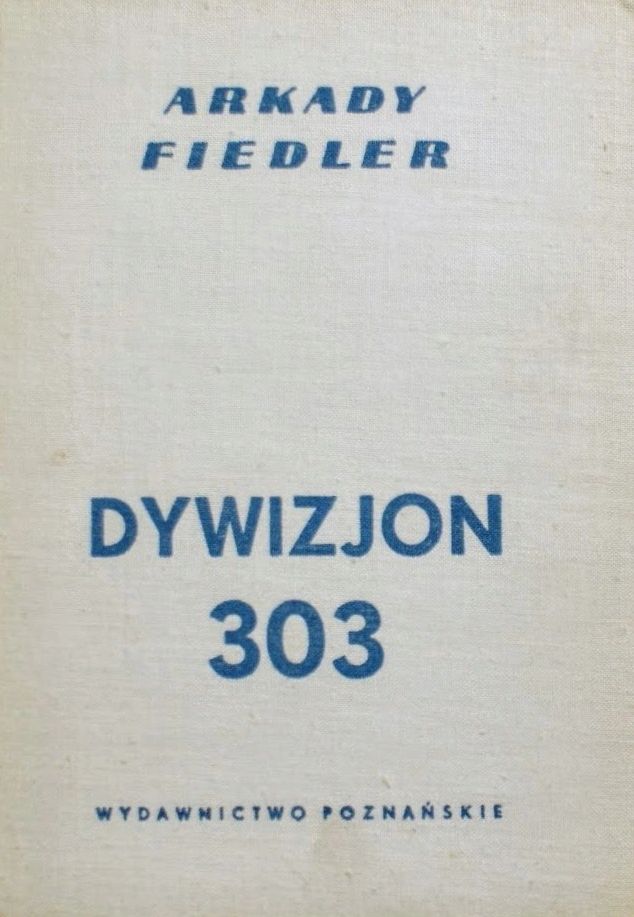 ARKADY
FIEDLER
DYWIZJON
303
WYDAWNICTWO POZNAŃSKIE